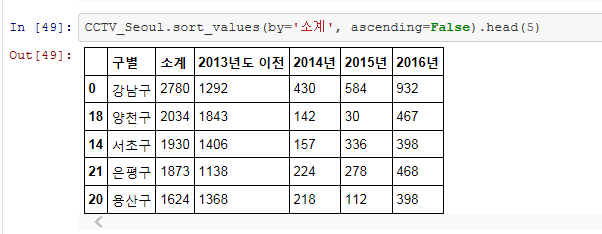 In [49]: CCTV_Seoul.sort_values(by='소계', ascending=False).head(5)
Out[49]:
구별 소계 2013년도 이전 2014년 2015년 2016년
0 강남구 2780 1292 430 584 932
18 양천구 2034 1843 142 30 467
14 서초구 1930 1406 157 336 398
21 은평구 1873 1138 224 278 468
20 용산구 1624 1368 218 112 398